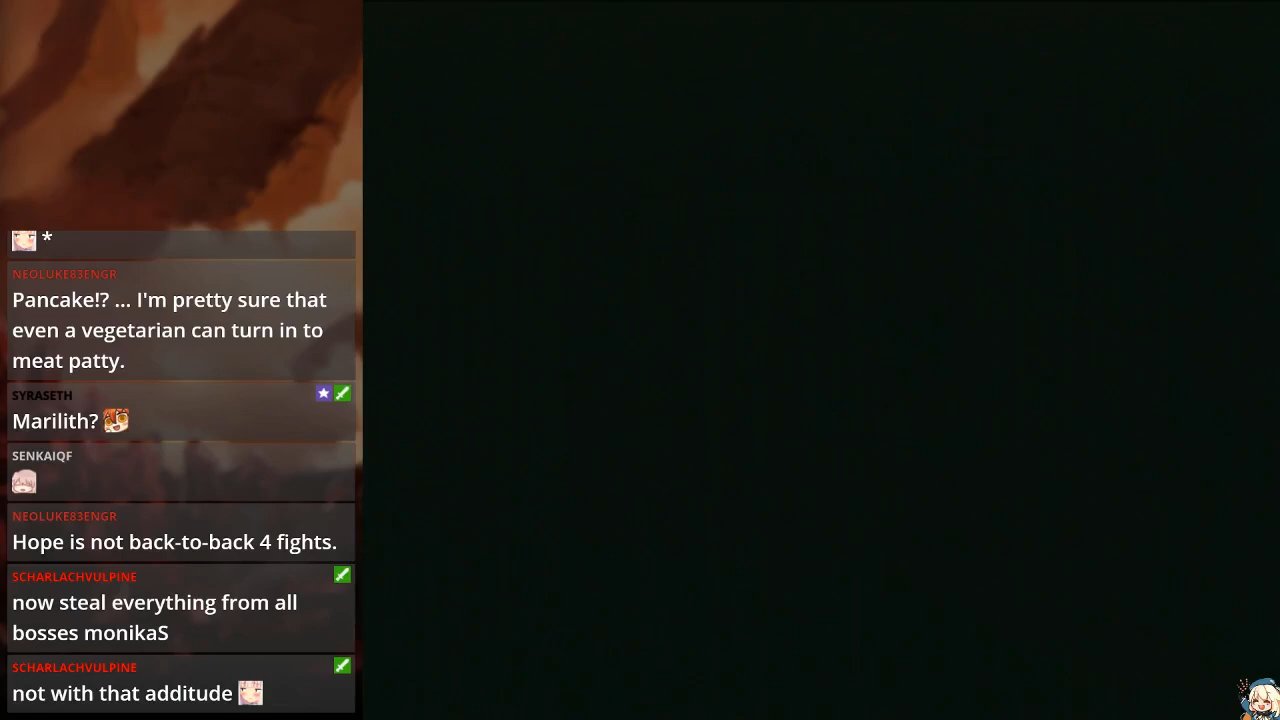 *
NEOLUKE83ENGR
Pancake!? ... I'm pretty sure that
even a vegetarian can turn in to
meat patty.
SYRASETH
Marilith?
SENKAIQF
NEOLUKE83ENGR
Hope is not back-to-back 4 fights.
SCHARLACHVULPINE
now steal everything from all
bosses monikaS
SCHARLACHVULPINE
not with that additude